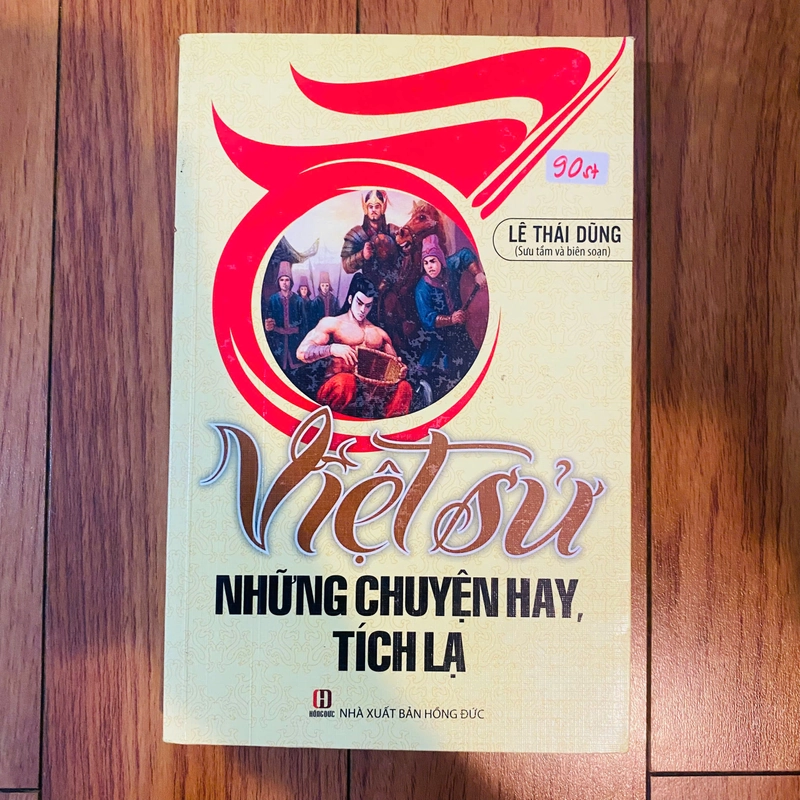 90st
LÊ THÁI DŨNG
(Sưu tầm và biên soạn)
Việt sử
NHỮNG CHUYỆN HAY,
TÍCH LẠ
HỒNG ĐỨC
NHÀ XUẤT BẢN HỒNG ĐỨC